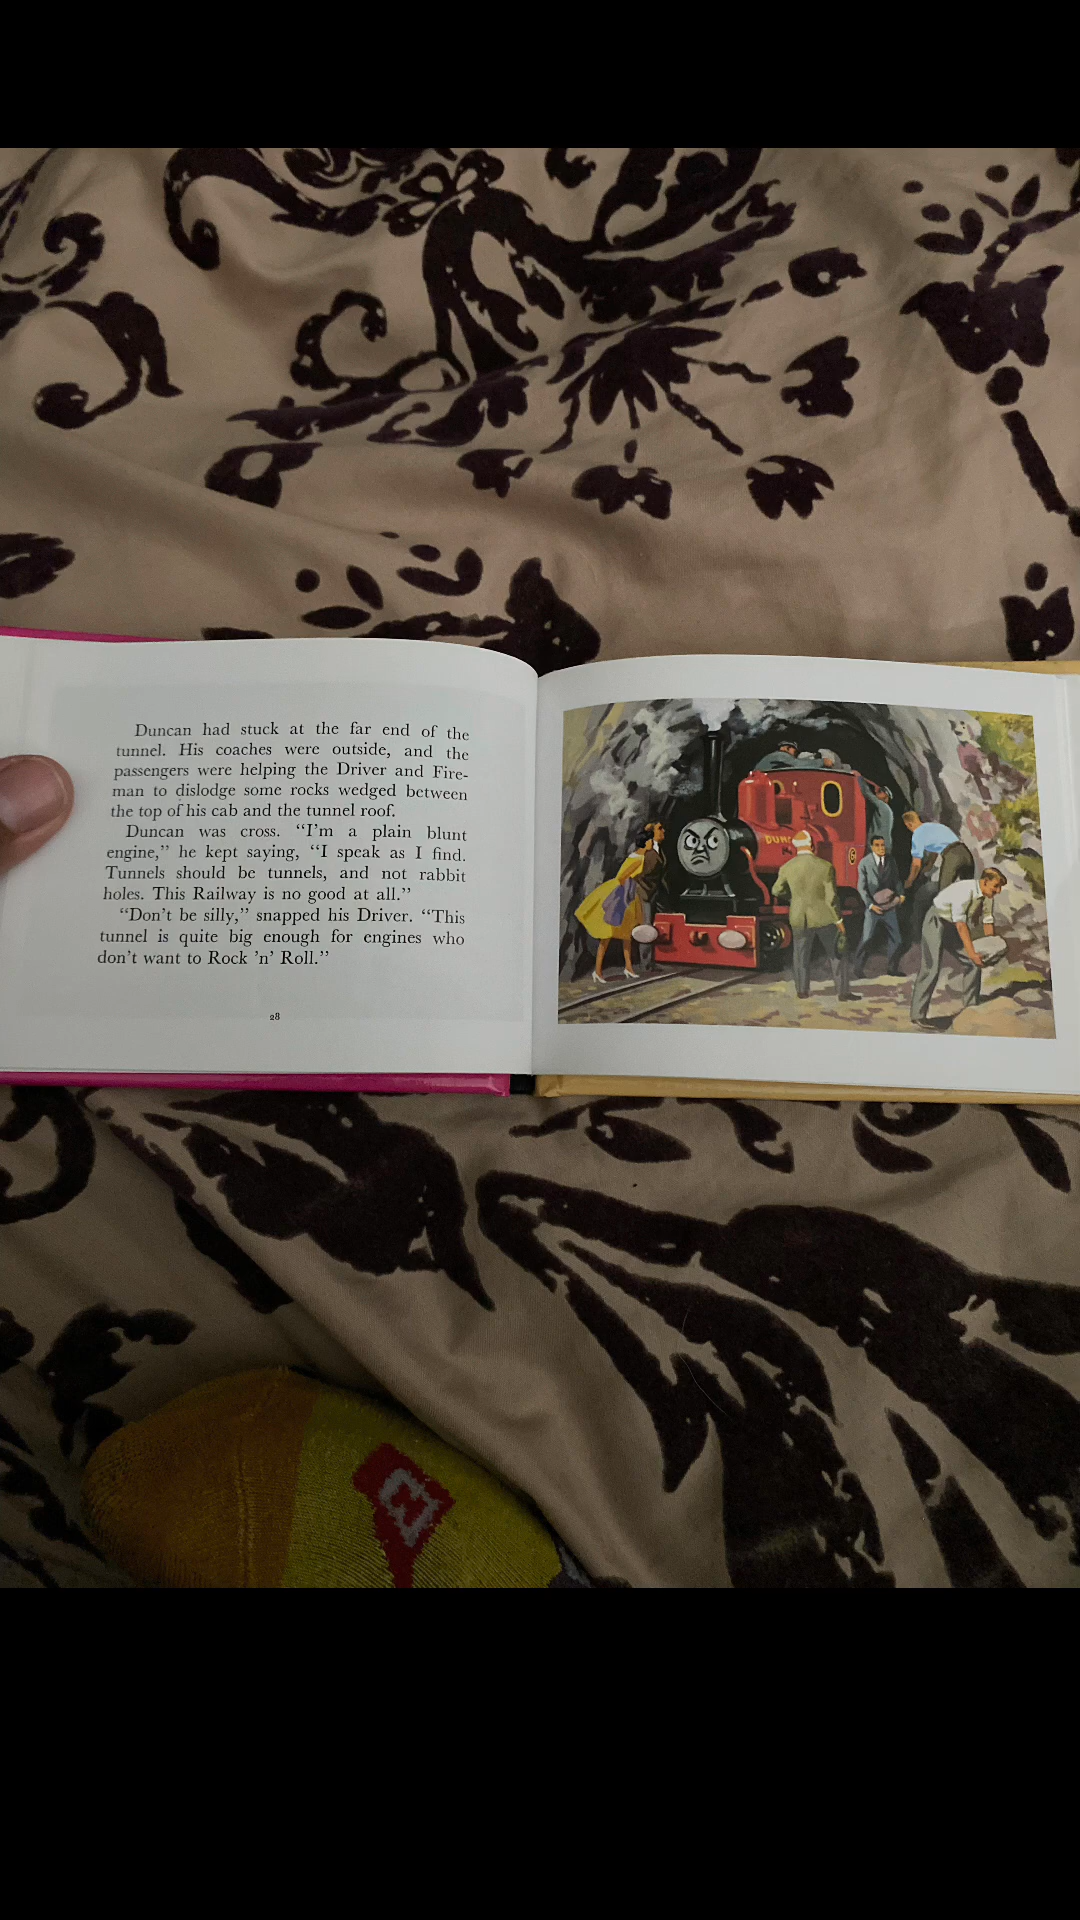 Duncan had stuck at the far end of the
tunnel. His coaches were outside, and the
passengers were helping the Driver and Fire-
man to dislodge some rocks wedged between
the top of his cab and the tunnel roof.
Duncan was cross. “I’m a plain blunt
engine,” he kept saying, “I speak as I find.
Tunnels should be tunnels, and not rabbit
holes. This Railway is no good at all.”
“Don’t be silly,” snapped his Driver. “This
tunnel is quite big enough for engines who
don’t want to Rock ’n’ Roll.”
28